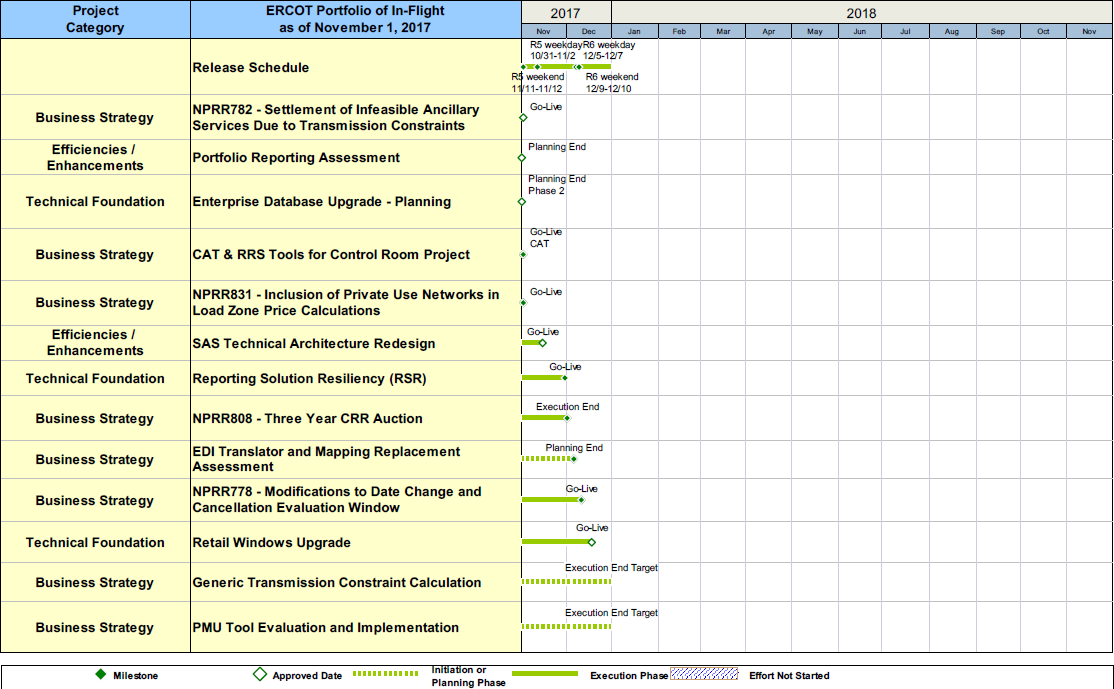 Project
Category
ERCOT Portfolio of In-Flight
as of November 1, 2017
2017
2018
Nov
Dec
Jan
Feb
Mar
Apr
May
Jun
Jul
Aug
Sep
Oct
Nov
Release Schedule
R5 weekday
10/31-11/2
R6 weekday
12/5-12/7
R5 weekend
11/11-11/12
R6 weekend
12/9-12/10
Business Strategy
NPRR782 - Settlement of Infeasible Ancillary
Services Due to Transmission Constraints
Go-Live
Efficiencies /
Enhancements
Portfolio Reporting Assessment
Planning End
Technical Foundation
Enterprise Database Upgrade - Planning
Planning End
Phase 2
Business Strategy
CAT & RRS Tools for Control Room Project
Go-Live
CAT
Business Strategy
NPRR831 - Inclusion of Private Use Networks in
Load Zone Price Calculations
Go-Live
Efficiencies /
Enhancements
SAS Technical Architecture Redesign
Go-Live
Technical Foundation
Reporting Solution Resiliency (RSR)
Go-Live
Business Strategy
NPRR808 - Three Year CRR Auction
Execution End
Business Strategy
EDI Translator and Mapping Replacement
Assessment
Planning End
Business Strategy
NPRR778 - Modifications to Date Change and
Cancellation Evaluation Window
Go-Live
Technical Foundation
Retail Windows Upgrade
Go-Live
Business Strategy
Generic Transmission Constraint Calculation
Execution End Target
Business Strategy
PMU Tool Evaluation and Implementation
Execution End Target
Milestone
Approved Date
Initiation or
Planning Phase
Execution Phase
Effort Not Started